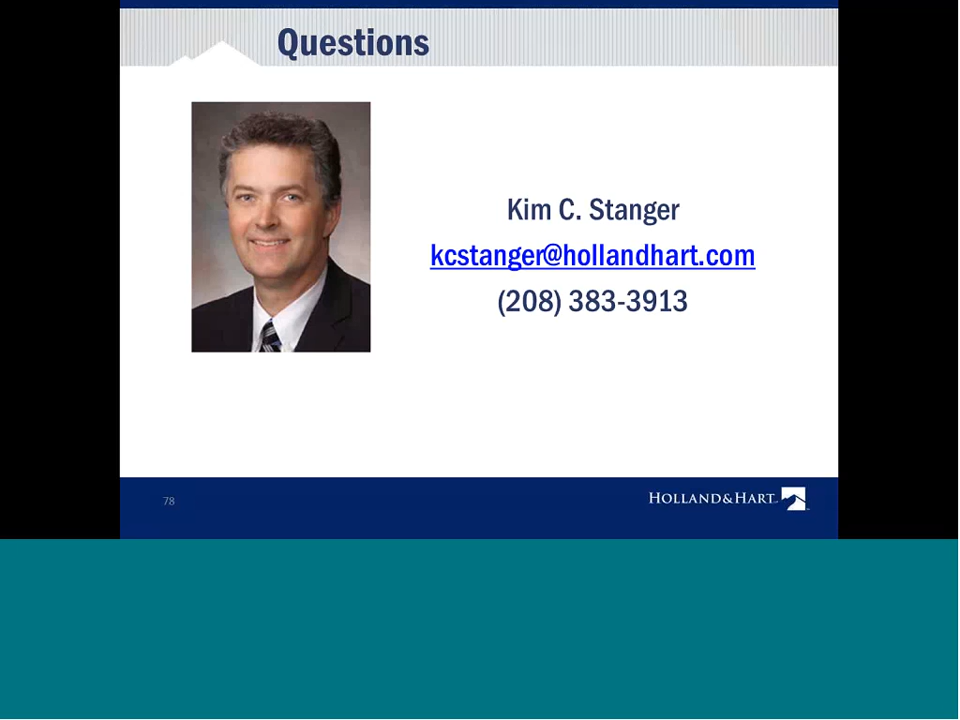 Questions
Kim C. Stanger
kcstanger@hollandhart.com
(208) 383-3913
78
HOLLAND&HART